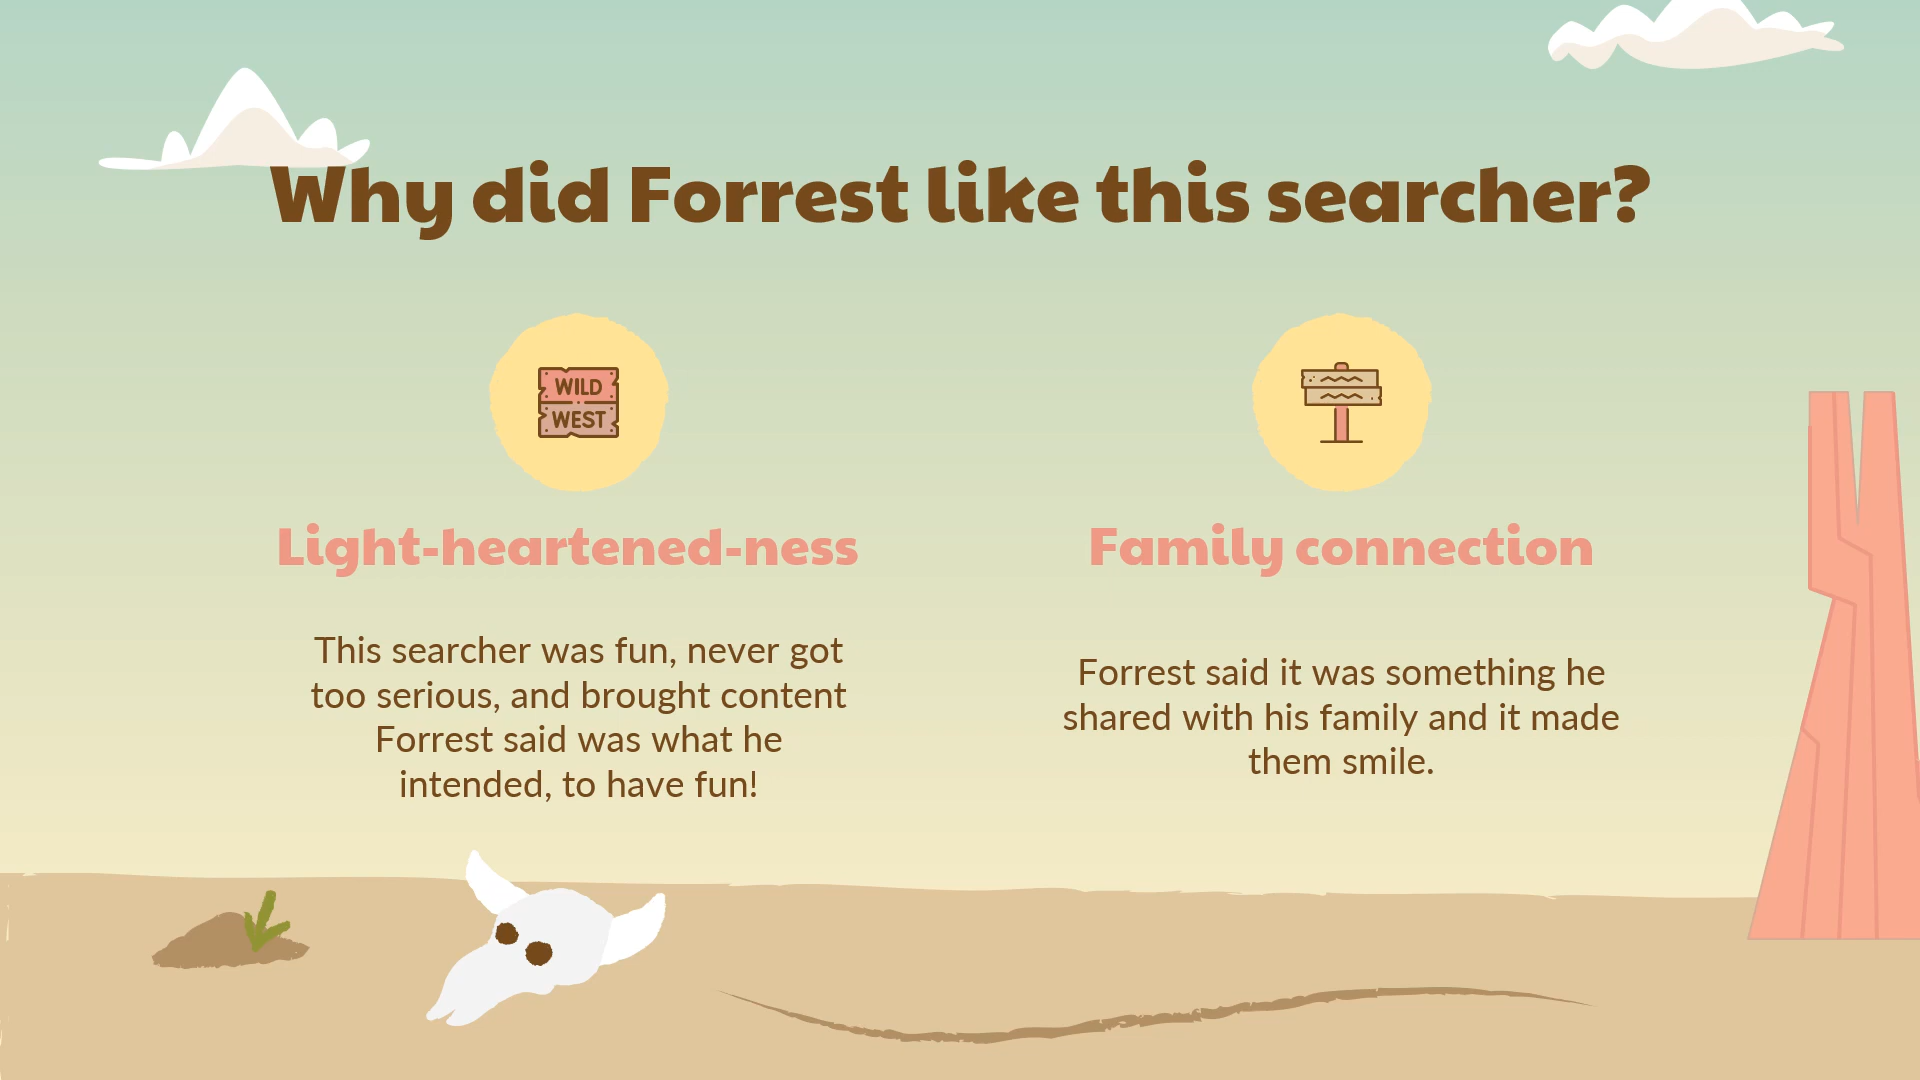 Why did Forrest like this searcher?
WILD
WEST
Light-heartened-ness
This searcher was fun, never got
too serious, and brought content
Forrest said was what he
intended, to have fun!
Family connection
Forrest said it was something he
shared with his family and it made
them smile.